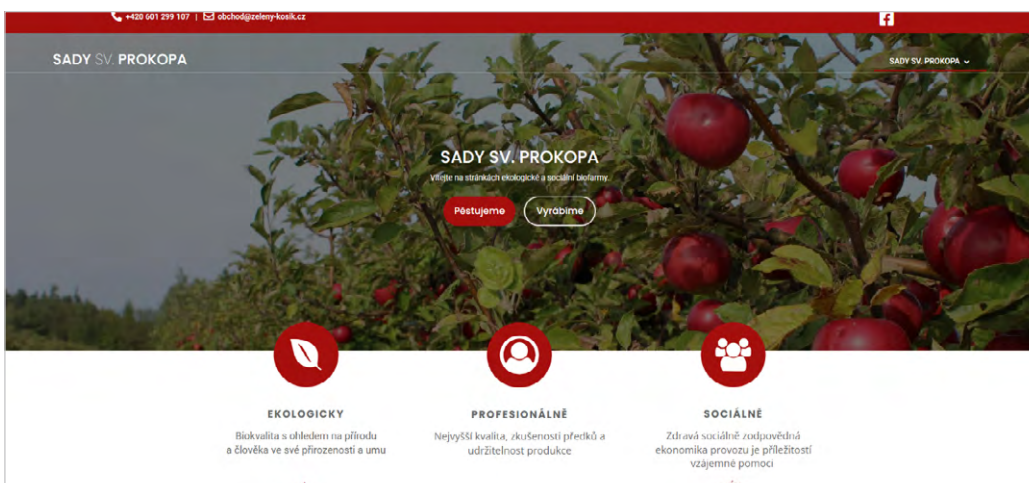 +420 601 299 107 | obchod@zeleny-kosik.cz
SADY SV. PROKOPA
SADY SV. PROKOPA
SADY SV. PROKOPA
Vítejte na stránkách ekologické a sociální biofarmy.
Pěstujeme Vyrábíme
EKOLOGICKY
Biokvalita s ohledem na přírodu
a člověka ve své přirozenosti a umu
PROFESIONÁLNĚ
Nejvyšší kvalita, zkušenosti předků a
udržitelnost produkce
SOCIÁLNĚ
Zdravá sociálně zodpovědná
ekonomika provozu je příležitostí
vzájemné pomoci